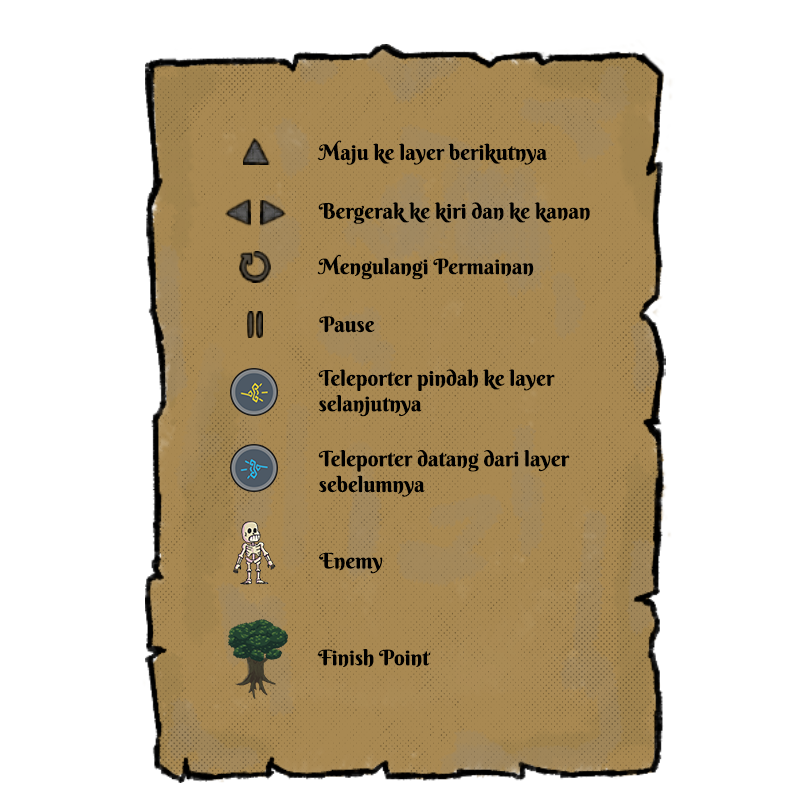 Maju ke layer berikutnya
Bergerak ke kiri dan ke kanan
Mengulangi Permainan
Pause
Teleporter pindah ke layer
selanjutnya
Teleporter datang dari layer
sebelumnya
Enemy
Finish Point